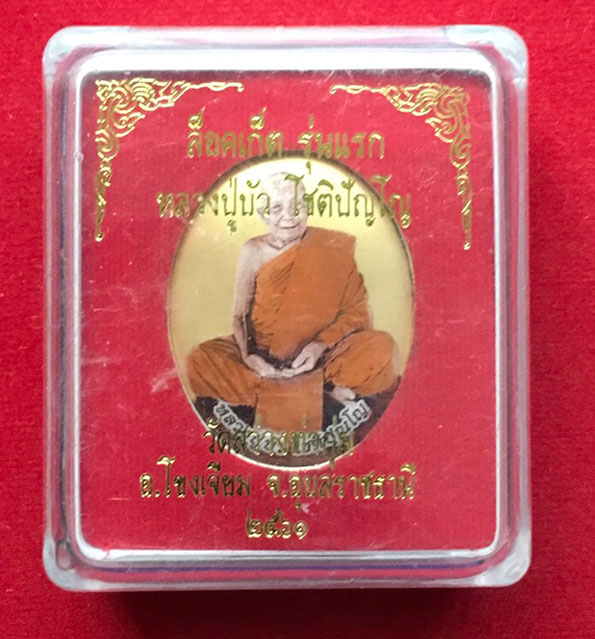 ล็อคเก็ต รุ่นแรก
หลวงปู่บัว โชติปัญโญ
อ.โขงเจียม จ.อุบลราชธานี
๒๕๖๑